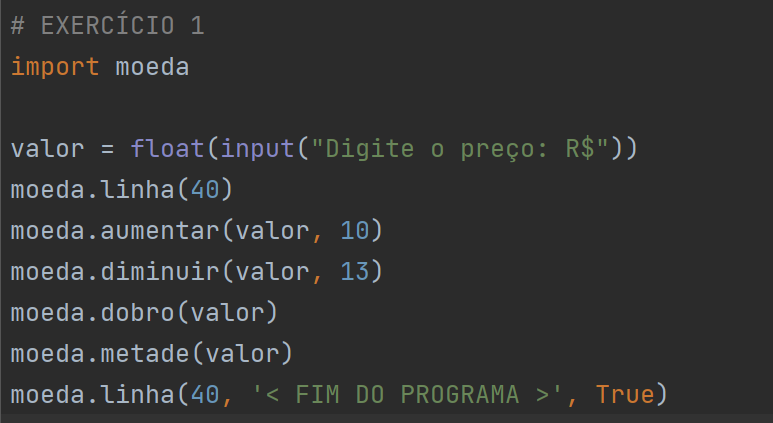 # EXERCÍCIO 1
import moeda
valor = float(input("Digite o preço: R$"))
moeda.linha(40)
moeda.aumentar(valor, 10)
moeda.diminuir(valor, 13)
moeda.dobro(valor)
moeda.metade(valor)
moeda.linha(40, '< FIM DO PROGRAMA >', True)